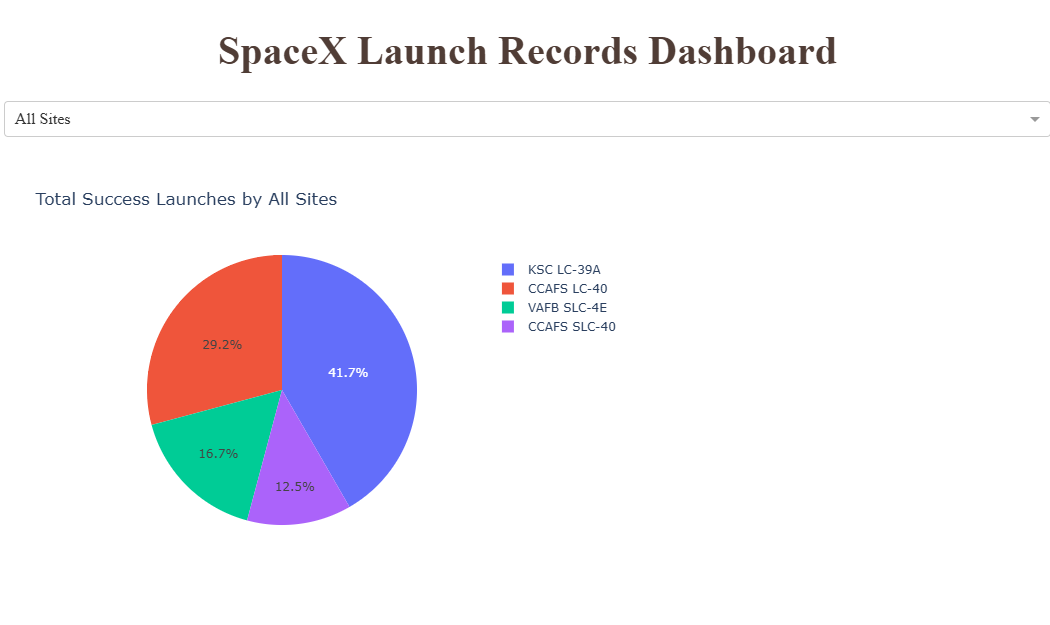 SpaceX Launch Records Dashboard
All Sites
Total Success Launches by All Sites
KSC LC-39A
CCAFS LC-40
VAFB SLC-4E
CCAFS SLC-40
29.2%
41.7%
16.7%
12.5%